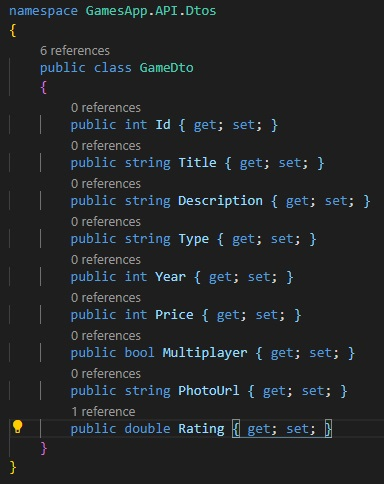 namespace GamesApp.API.Dtos
{
6 references
public class GameDto
{
0 references
public int Id { get; set; }
0 references
public string Title { get; set; }
0 references
public string Description { get; set; }
0 references
public string Type { get; set; }
0 references
public int Year { get; set; }
0 references
public int Price { get; set; }
0 references
public bool Multiplayer { get; set; }
0 references
public string PhotoUrl { get; set; }
1 reference
public double Rating { get; set; }
}
}